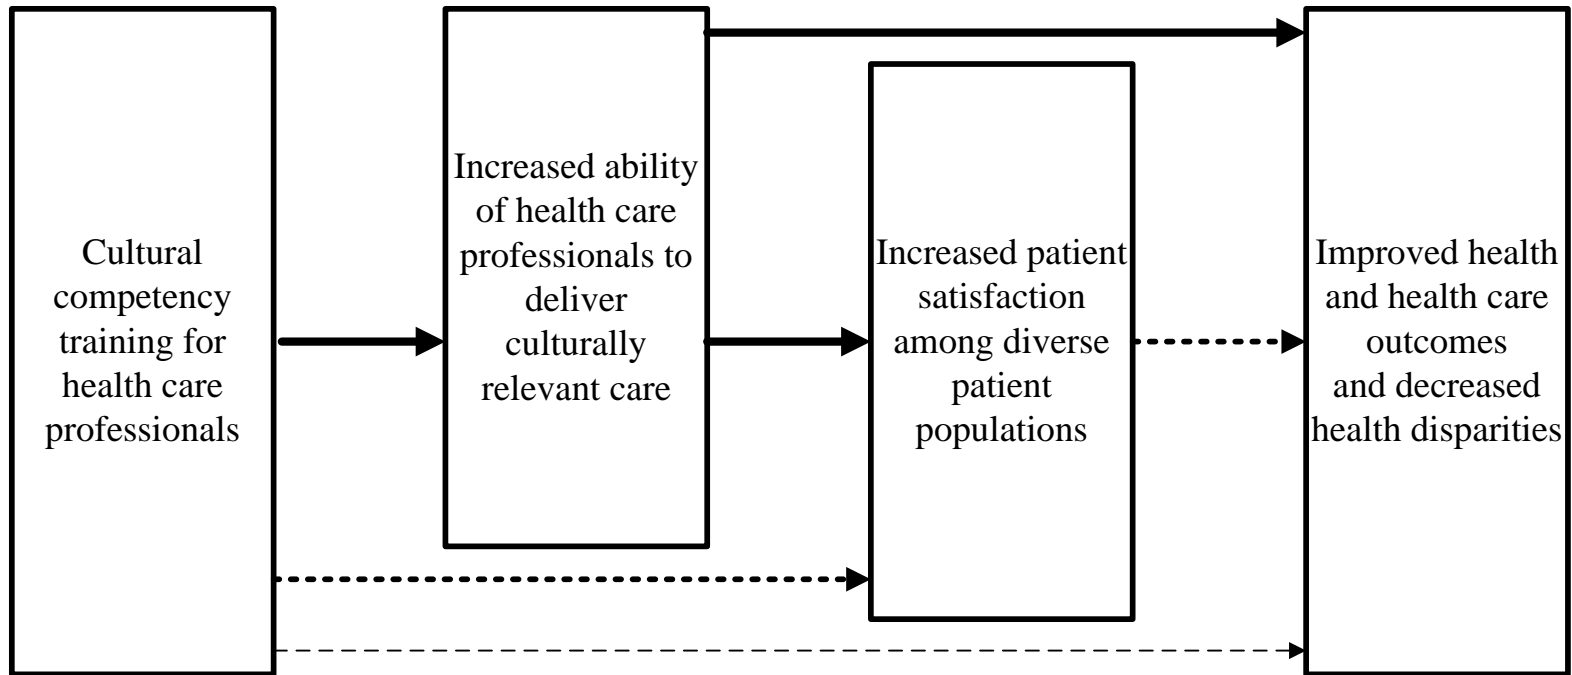 Cultural
competency
training for
health care
professionals
Increased ability
of health care
professionals to
deliver
culturally
relevant care
Increased patient
satisfaction
among diverse
patient
populations
Improved health
and health care
outcomes
and decreased
health disparities